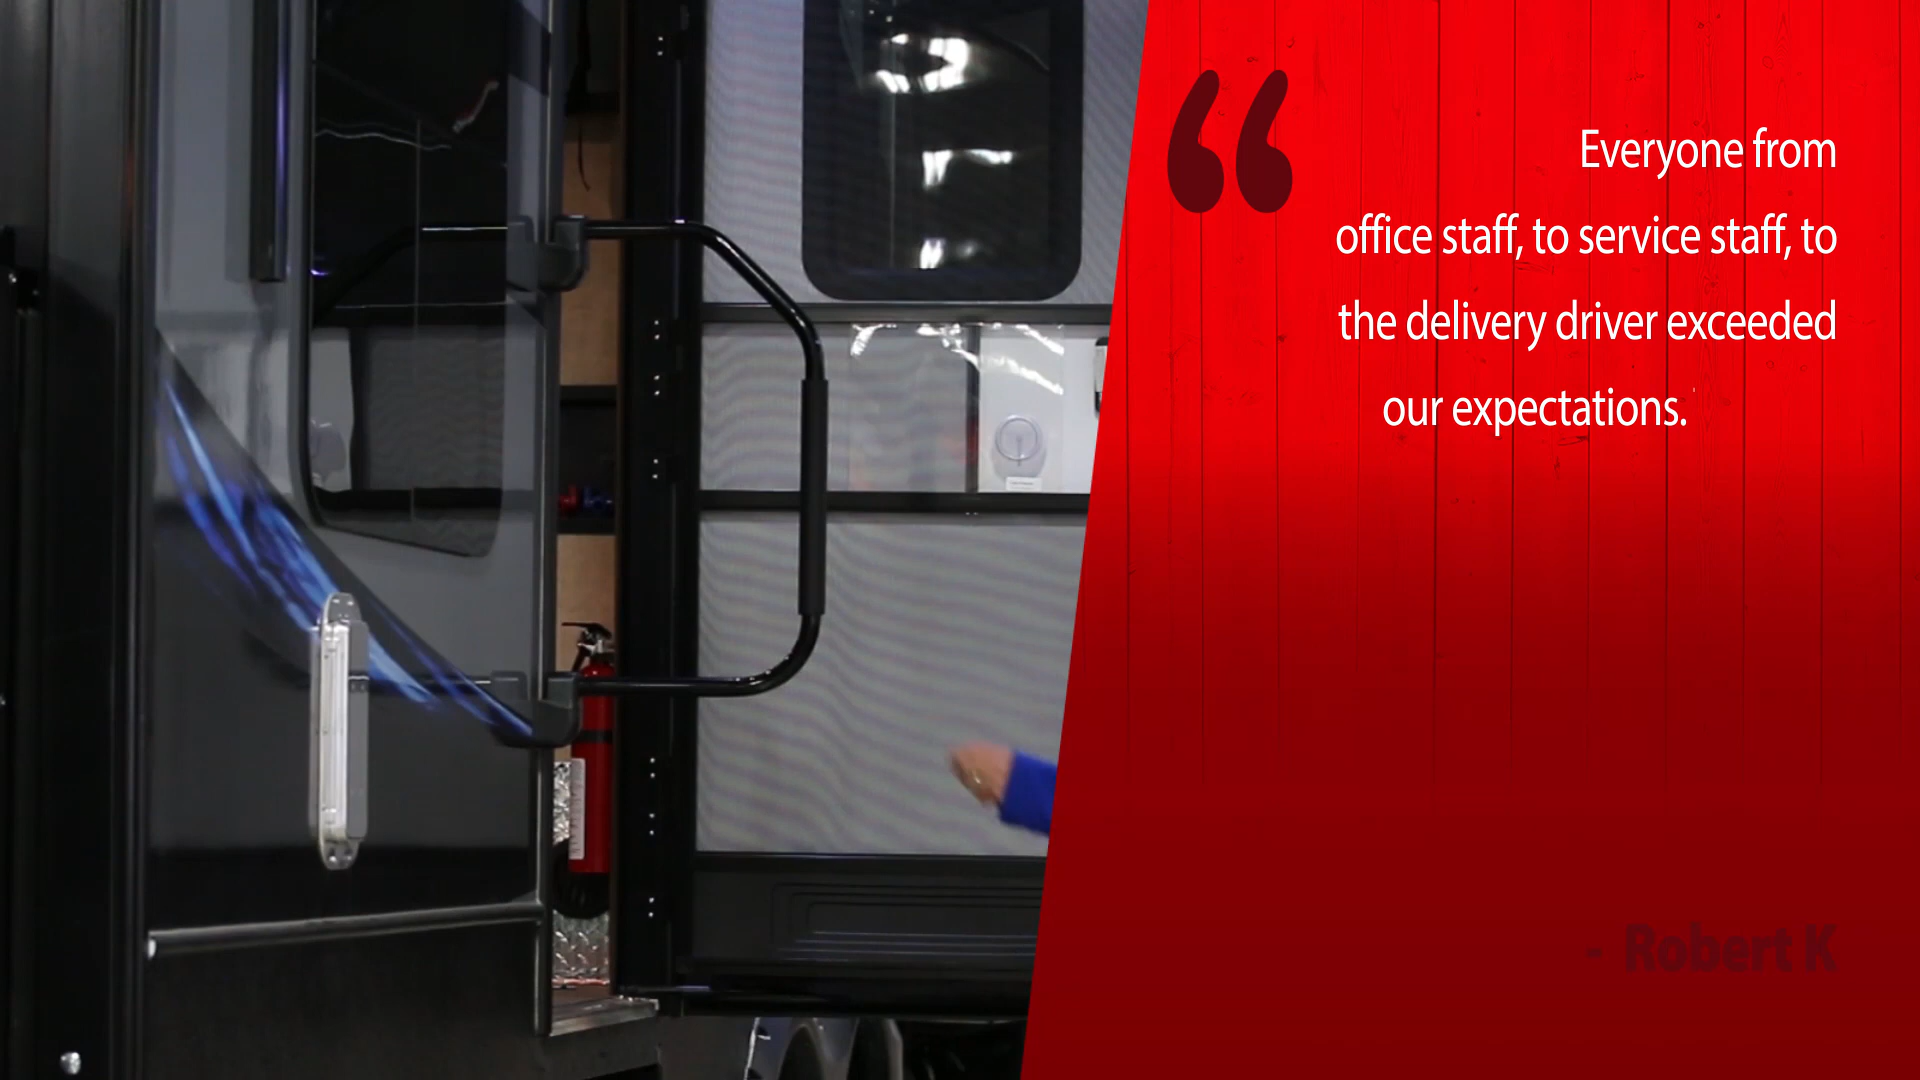 “ Everyone from
office staff, to service staff, to
the delivery driver exceeded
our expectations.
- Robert K